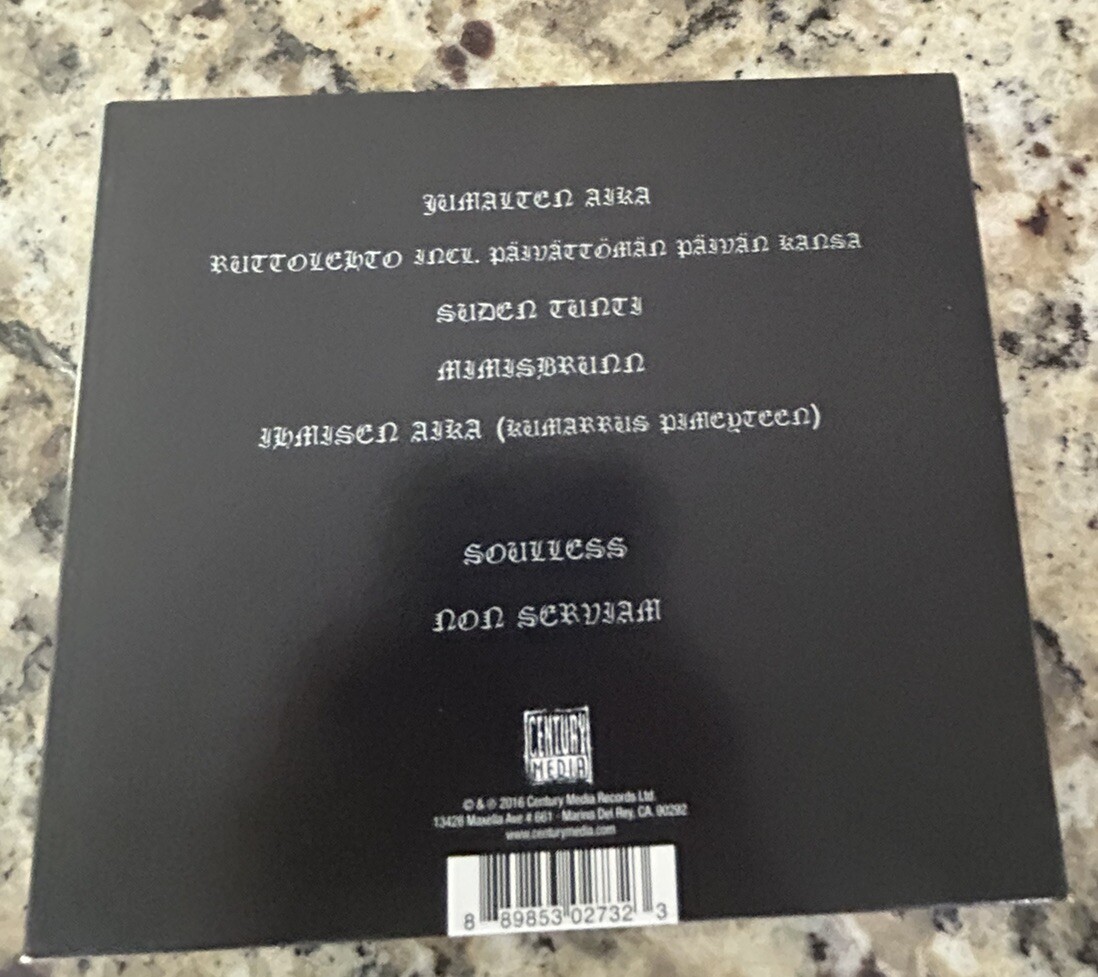 JUMALTEN AIKA
RUTTOLEHTO INCL. PÄIVÄTTÖMÄN PÄIVÄN KANSA
SUDEN TUNTI
MIMISBRUNN
IHMISEN AIKA (KUMARRUS PIMEYTEEN)
SOULLESS
NON SERVIAM
CENTURY
MEDIA
© & ℗ 2016 Century Media Records Ltd.
13428 Maxella Ave # 661 · Marina Del Rey, CA. 90292
www.centurymedia.com
8 89853 02732 3